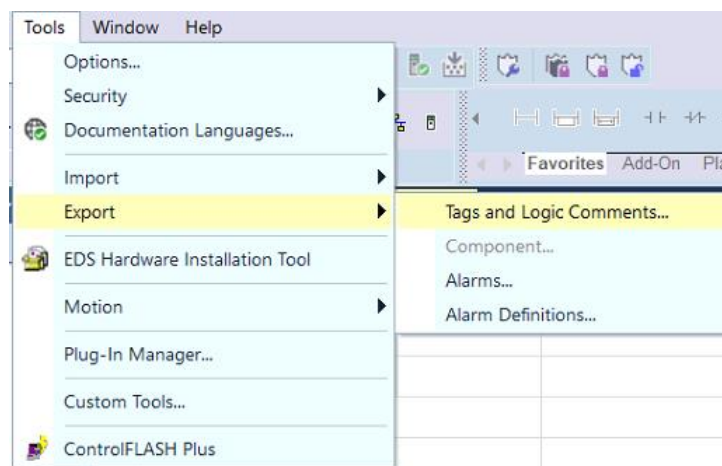 Tools Window Help
Options...
Security
Documentation Languages...
Favorites Add-On
Import
Export
Tags and Logic Comments...
Component...
EDS Hardware Installation Tool
Alarms...
Motion
Alarm Definitions...
Plug-In Manager...
Custom Tools...
ControlFLASH Plus